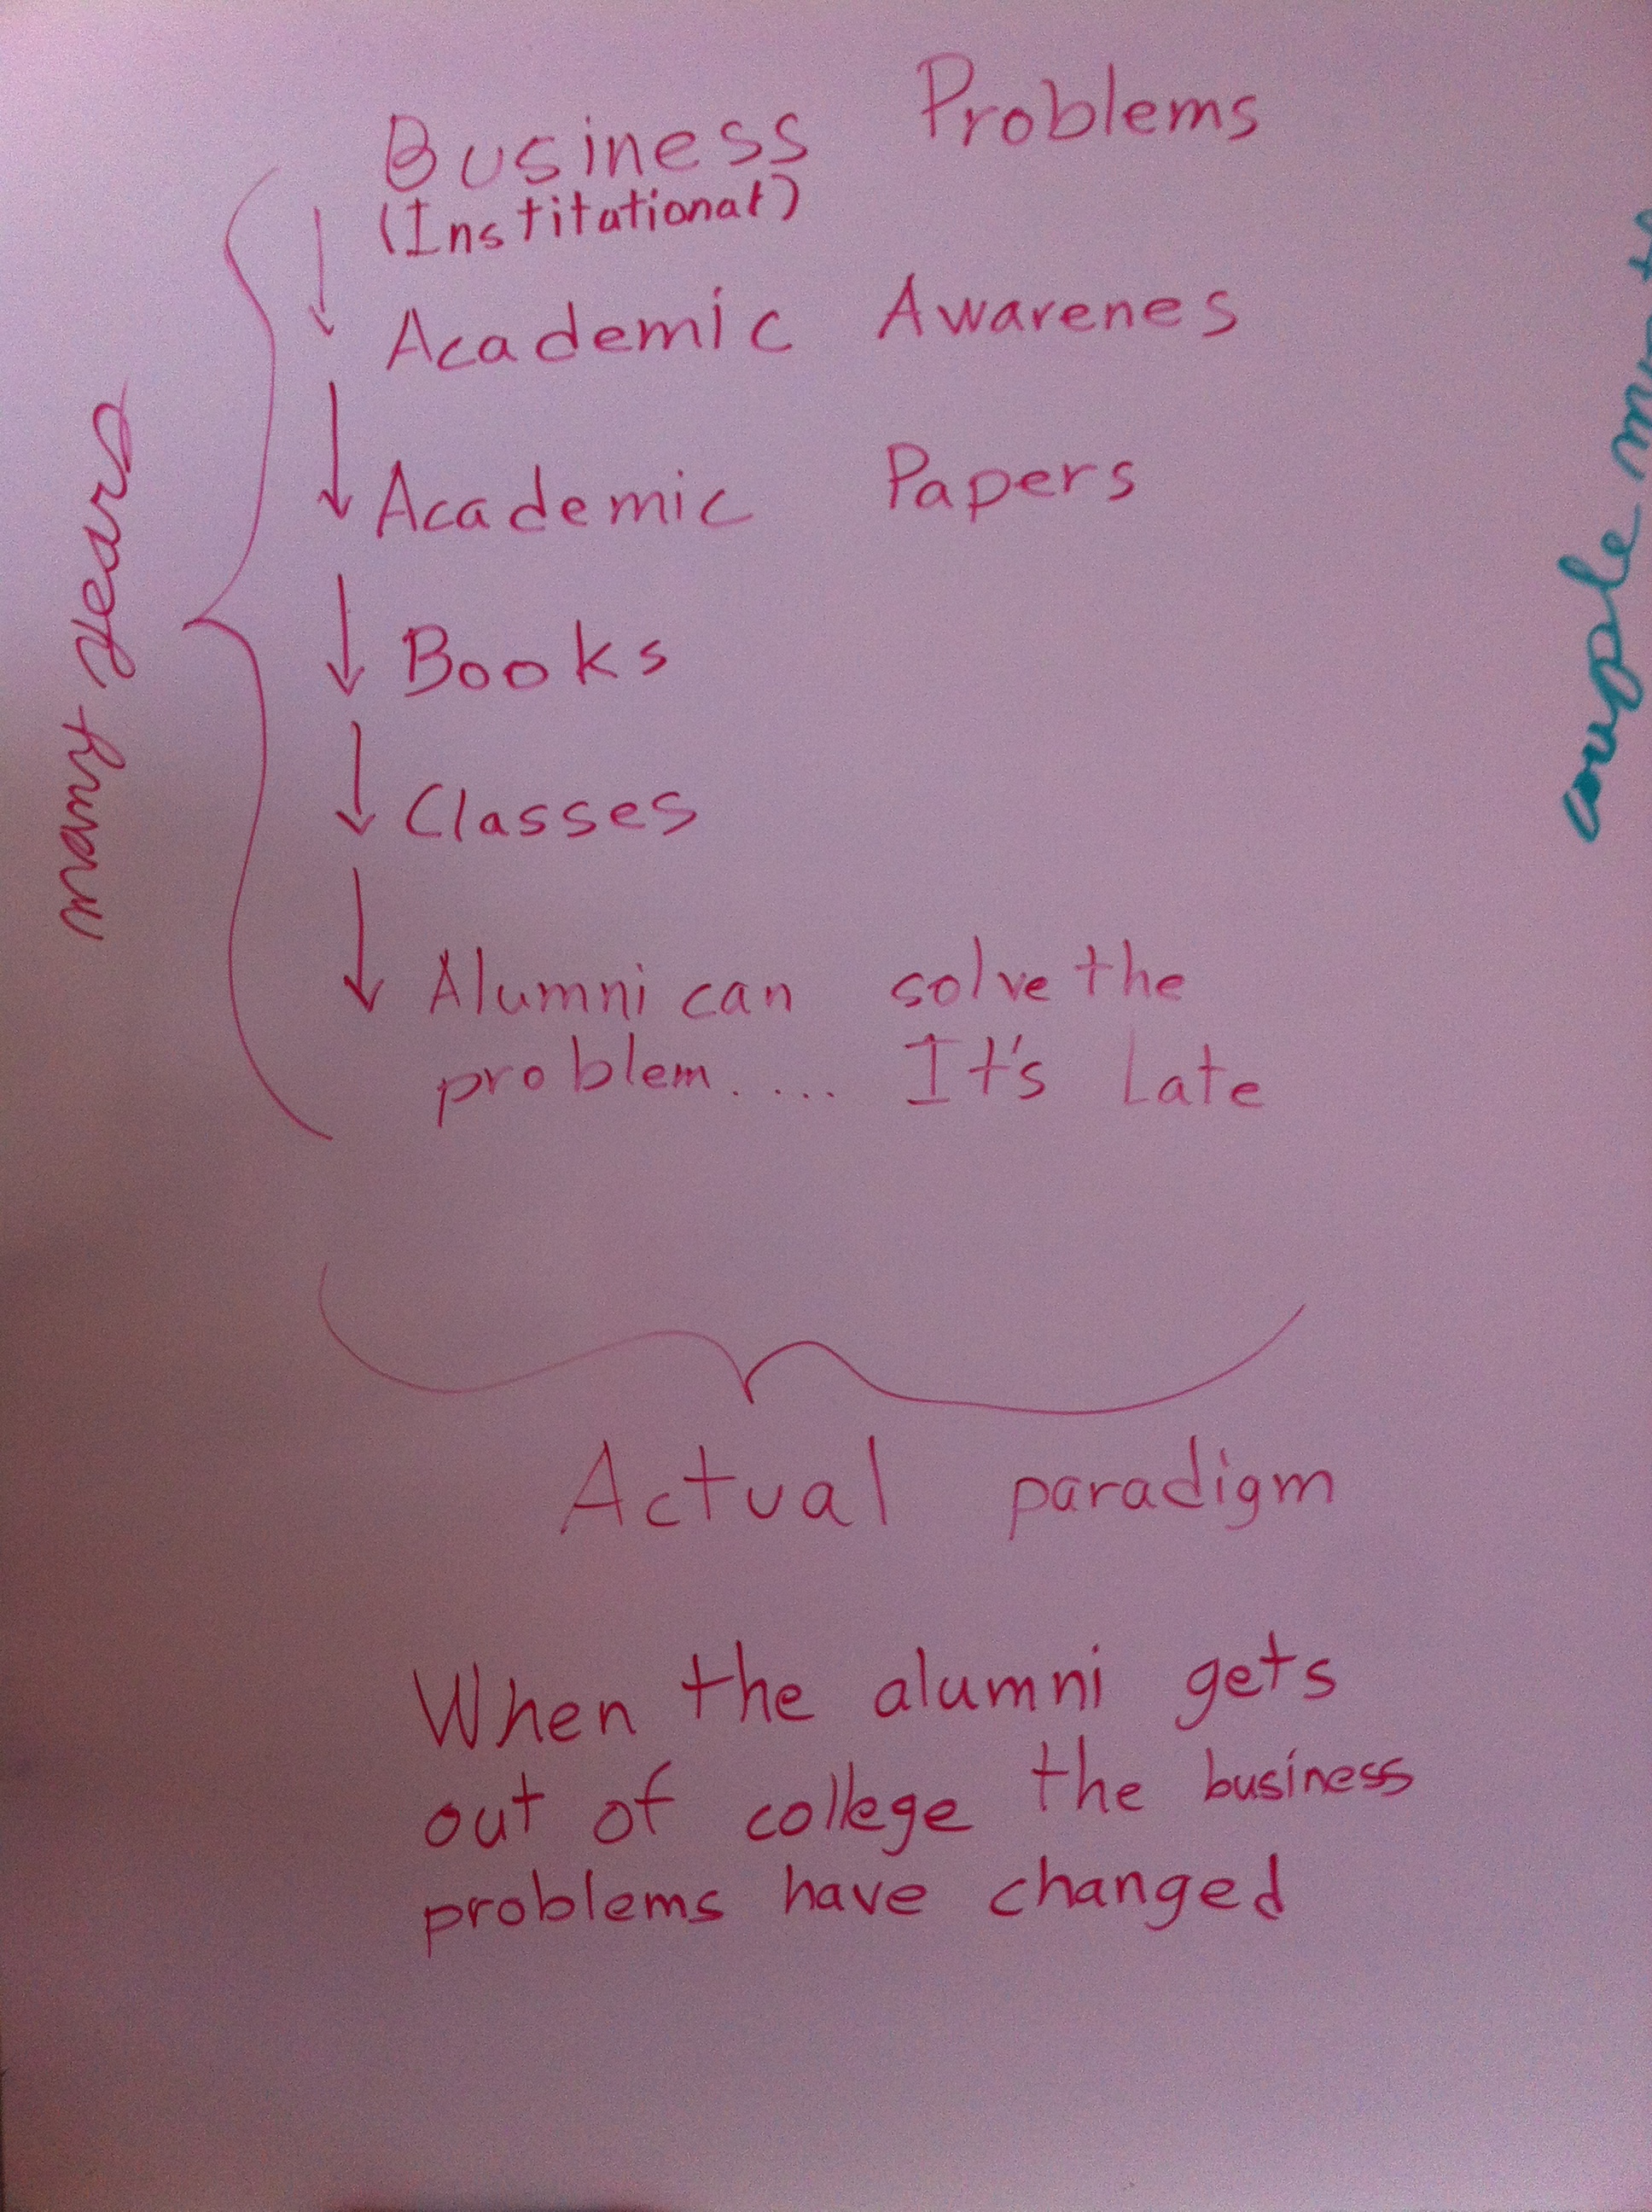 Business Problems
(Institutional)
Academic Awarenes
Academic Papers
Books
Classes
Alumni can solve the
problem.... It's Late
many years
Actual paradigm
When the alumni gets
out of college the business
problems have changed
couple